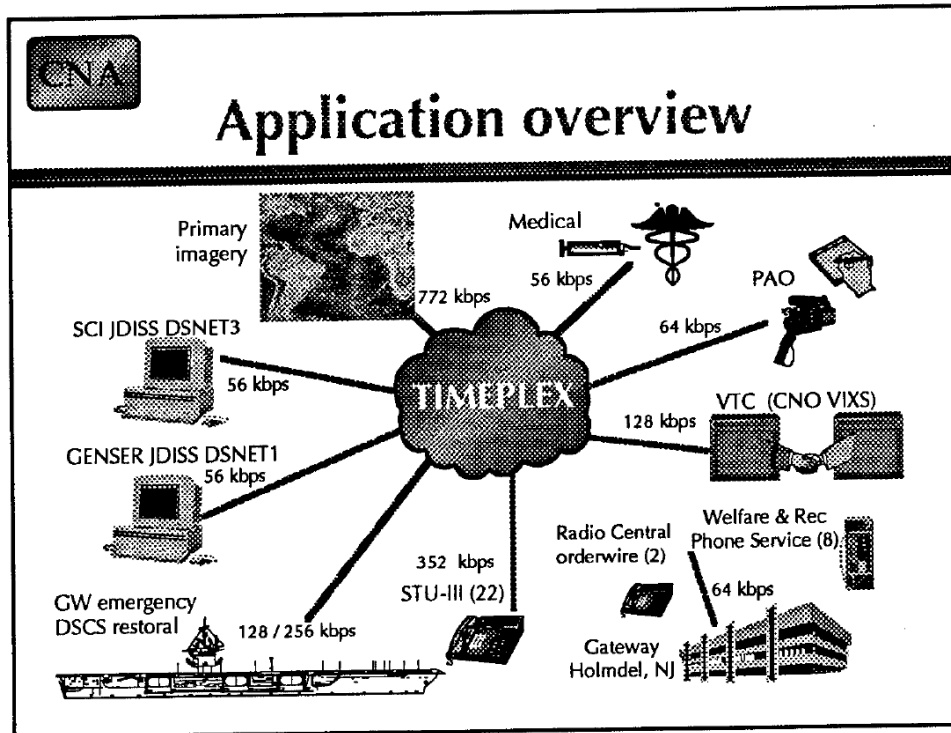 CNA
Application overview
Primary
imagery
772 kbps
Medical
56 kbps
PAO
64 kbps
SCI JDISS DSNET3
56 kbps
TIMEPLEX
VTC (CNO VIXS)
128 kbps
GENSER JDISS DSNET1
56 kbps
352 kbps
STU-III (22)
Radio Central
orderwire (2)
Welfare & Rec
Phone Service (8)
64 kbps
GW emergency
DSCS restoral
128 / 256 kbps
Gateway
Holmdel, NJ